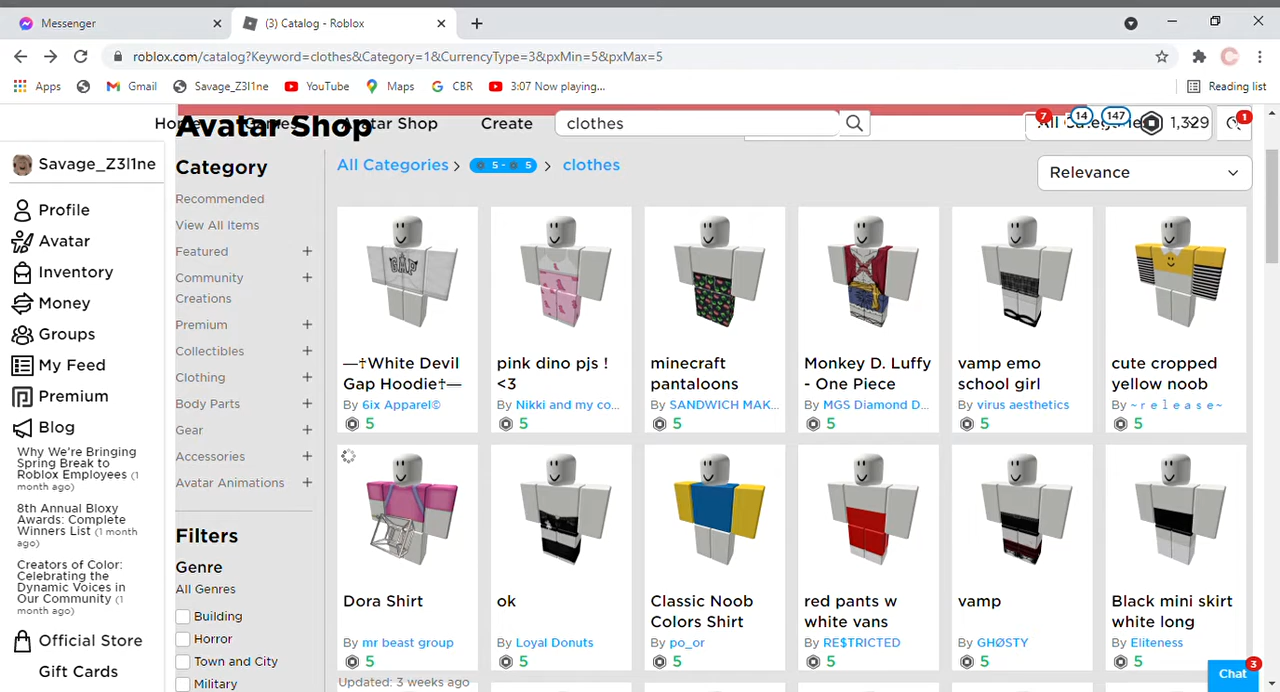 Messenger
(3) Catalog - Roblox
roblox.com/catalog?Keyword=clothes&Category=1&CurrencyType=3&pxMin=5&pxMax=5
Apps
Gmail
Savage_Z3l1ne
YouTube
Maps
CBR
3:07 Now playing...
Reading list
Home
Games
Avatar Shop
Create
clothes
7
14
147
1,329
1
Avatar Shop
All Categories
Savage_Z3l1ne
Profile
Avatar
Inventory
Money
Groups
My Feed
Premium
Blog
Why We're Bringing
Spring Break to
Roblox Employees (1
month ago)
8th Annual Bloxy
Awards: Complete
Winners List (1 month
ago)
Creators of Color:
Celebrating the
Dynamic Voices in
Our Community (1
month ago)
Official Store
Gift Cards
Category
Recommended
View All Items
Featured +
Community +
Creations
Premium +
Collectibles +
Clothing +
Body Parts +
Gear +
Accessories +
Avatar Animations +
Filters
Genre
All Genres
Building
Horror
Town and City
Military
All Categories > 5 - 5 > clothes
Relevance
GAP
—†White Devil
Gap Hoodie†—
By 6ix Apparel©
5
pink dino pjs !
<3
By Nikki and my co...
5
minecraft
pantaloons
By SANDWICH MAK...
5
Monkey D. Luffy
- One Piece
By MGS Diamond D...
5
vamp emo
school girl
By virus aesthetics
5
cute cropped
yellow noob
By ~ r e l e a s e ~
5
Dora Shirt
By mr beast group
5
Updated: 3 weeks ago
ok
By Loyal Donuts
5
Classic Noob
Colors Shirt
By po_or
5
red pants w
white vans
By RE$TRICTED
5
vamp
By GHØSTY
5
Black mini skirt
white long
By Eliteness
5
Chat
3